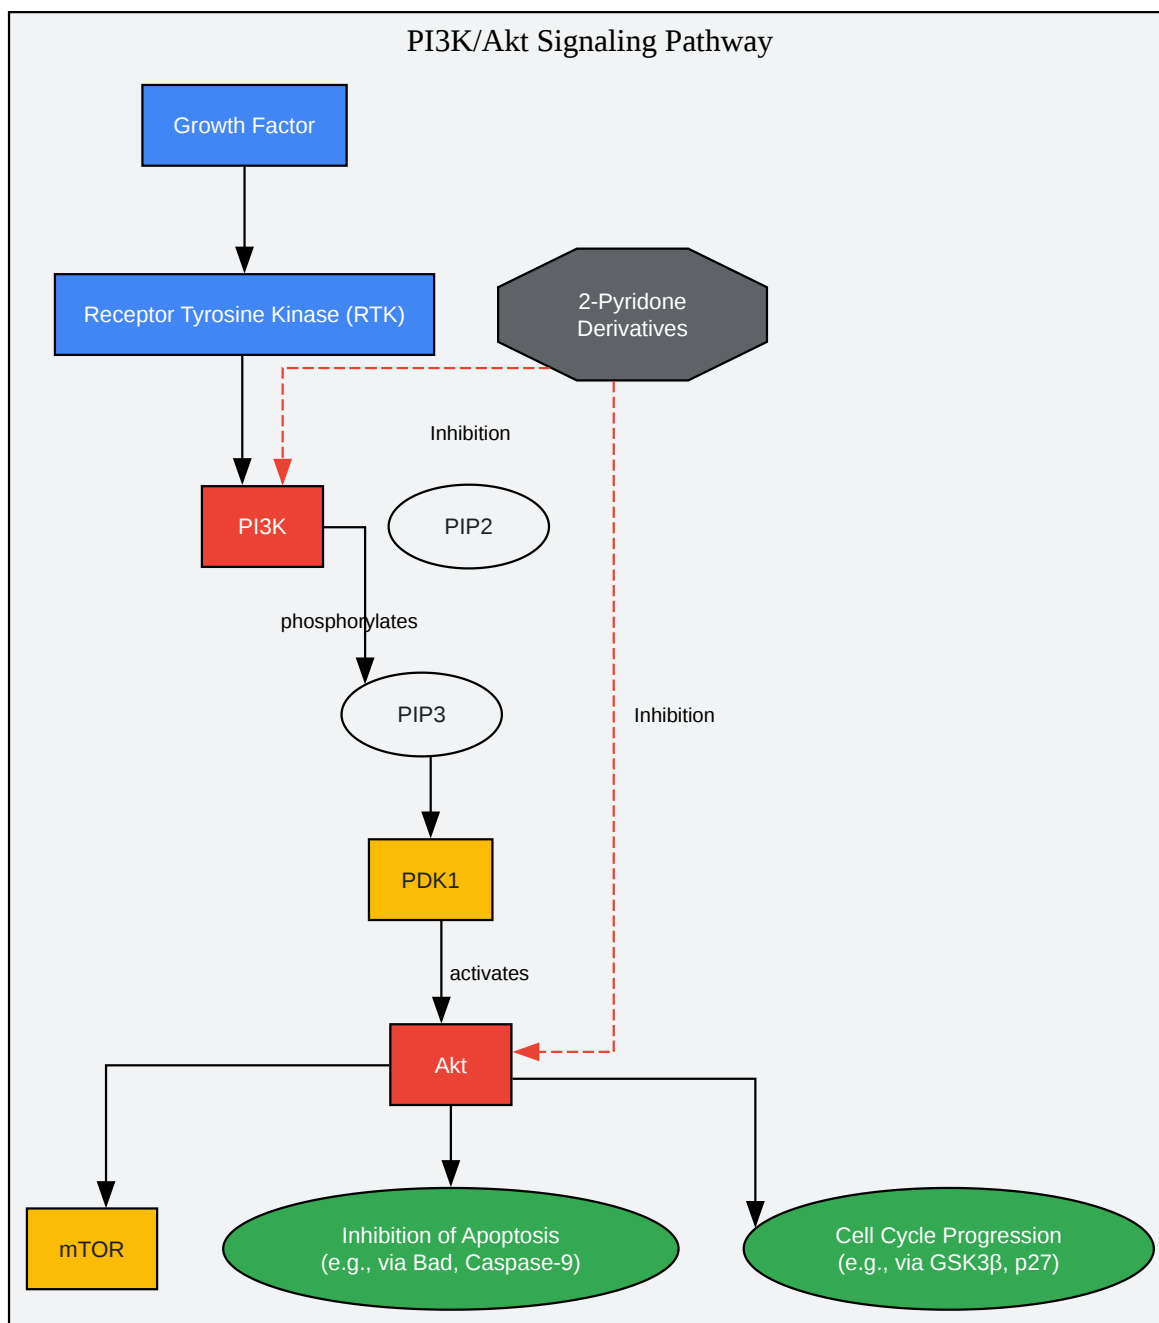 PI3K/Akt Signaling Pathway
Growth Factor
Receptor Tyrosine Kinase (RTK)
2-Pyridone
Derivatives
Inhibition
PI3K
PIP2
phosphorylates
PIP3
Inhibition
PDK1
activates
Akt
mTOR
Inhibition of Apoptosis
(e.g., via Bad, Caspase-9)
Cell Cycle Progression
(e.g., via GSK3β, p27)